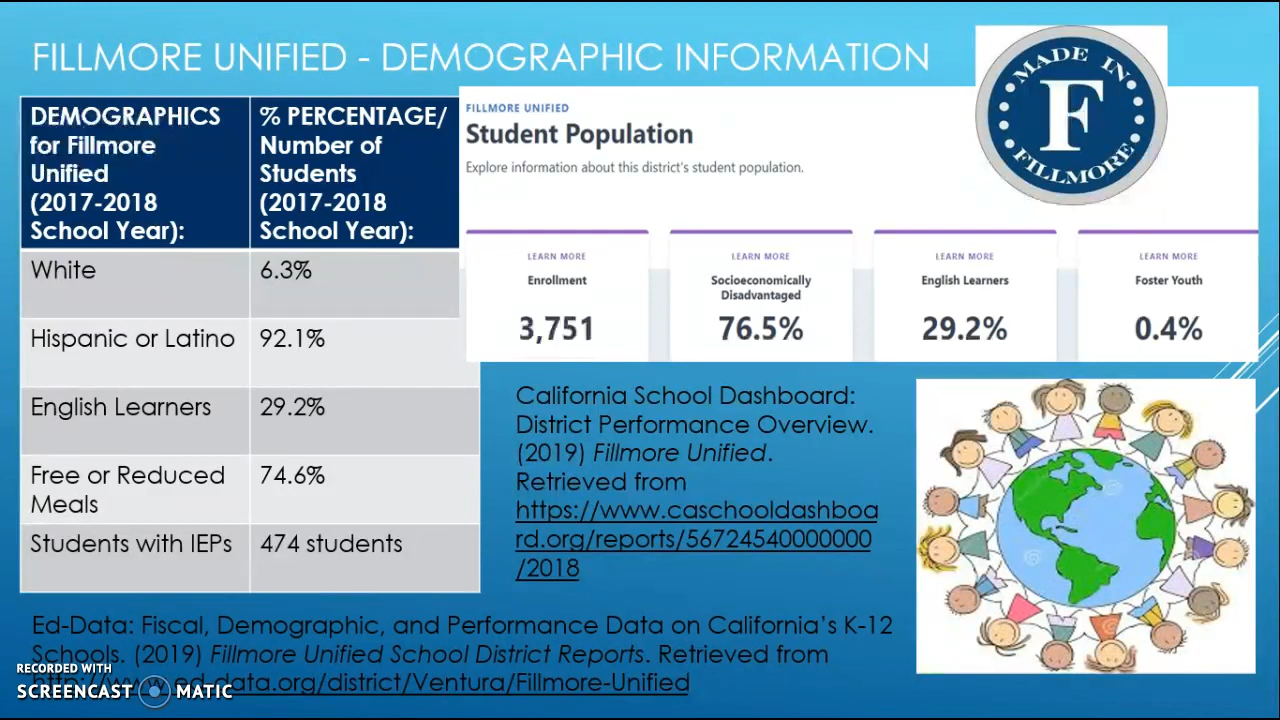 FILLMORE UNIFIED - DEMOGRAPHIC INFORMATION
DEMOGRAPHICS
for Fillmore
Unified
(2017-2018
School Year):
% PERCENTAGE/
Number of
Students
(2017-2018
School Year):
White
6.3%
Hispanic or Latino
92.1%
English Learners
29.2%
Free or Reduced
Meals
74.6%
Students with IEPs
474 students
FILLMORE UNIFIED
Student Population
Explore information about this district's student population.
MADE IN
F
FILLMORE
LEARN MORE
Enrollment
3,751
LEARN MORE
Socioeconomically
Disadvantaged
76.5%
LEARN MORE
English Learners
29.2%
LEARN MORE
Foster Youth
0.4%
California School Dashboard:
District Performance Overview.
(2019) Fillmore Unified.
Retrieved from
https://www.caschooldashboa
rd.org/reports/56724540000000
/2018
Ed-Data: Fiscal, Demographic, and Performance Data on California's K-12
Schools. (2019) Fillmore Unified School District Reports. Retrieved from
http://www.ed-data.org/district/Ventura/Fillmore-Unified
RECORDED WITH
SCREENCAST MATIC